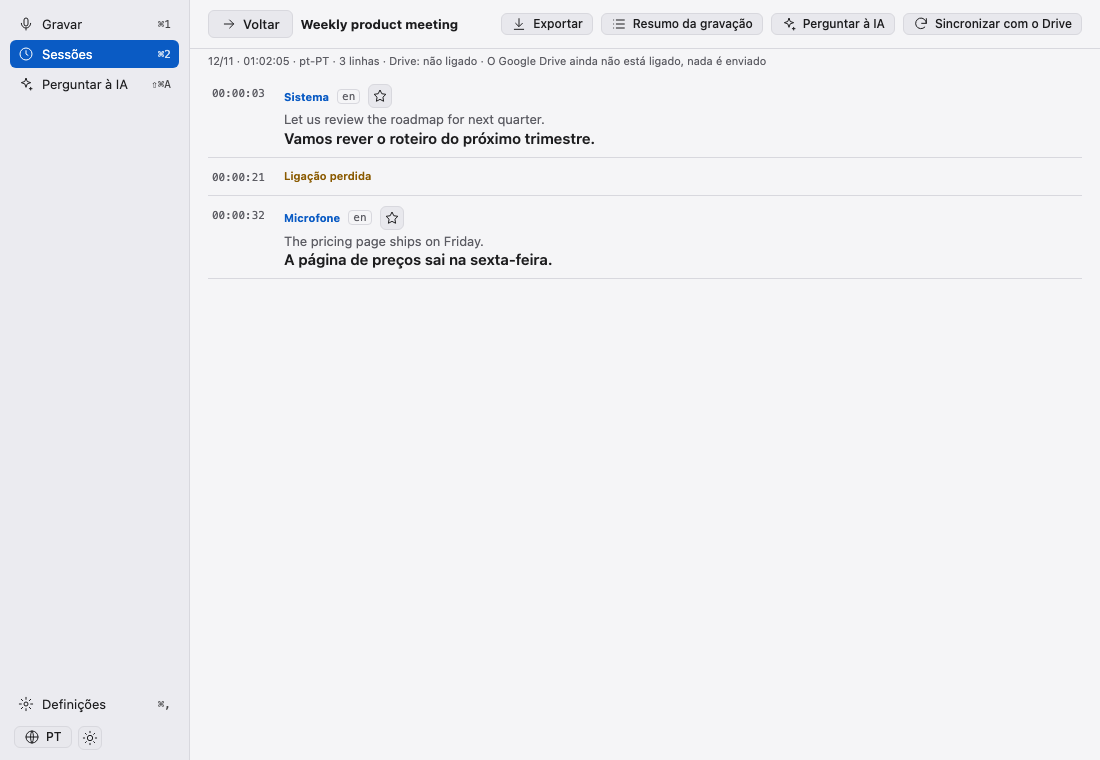 Gravar ⌘1
Sessões ⌘2
Perguntar à IA ⇧⌘A
Definições ⌘,
PT
Voltar Weekly product meeting Exportar Resumo da gravação Perguntar à IA Sincronizar com o Drive
12/11 · 01:02:05 · pt-PT · 3 linhas · Drive: não ligado · O Google Drive ainda não está ligado, nada é enviado
00:00:03 Sistema en
Let us review the roadmap for next quarter.
Vamos rever o roteiro do próximo trimestre.
00:00:21 Ligação perdida
00:00:32 Microfone en
The pricing page ships on Friday.
A página de preços sai na sexta-feira.